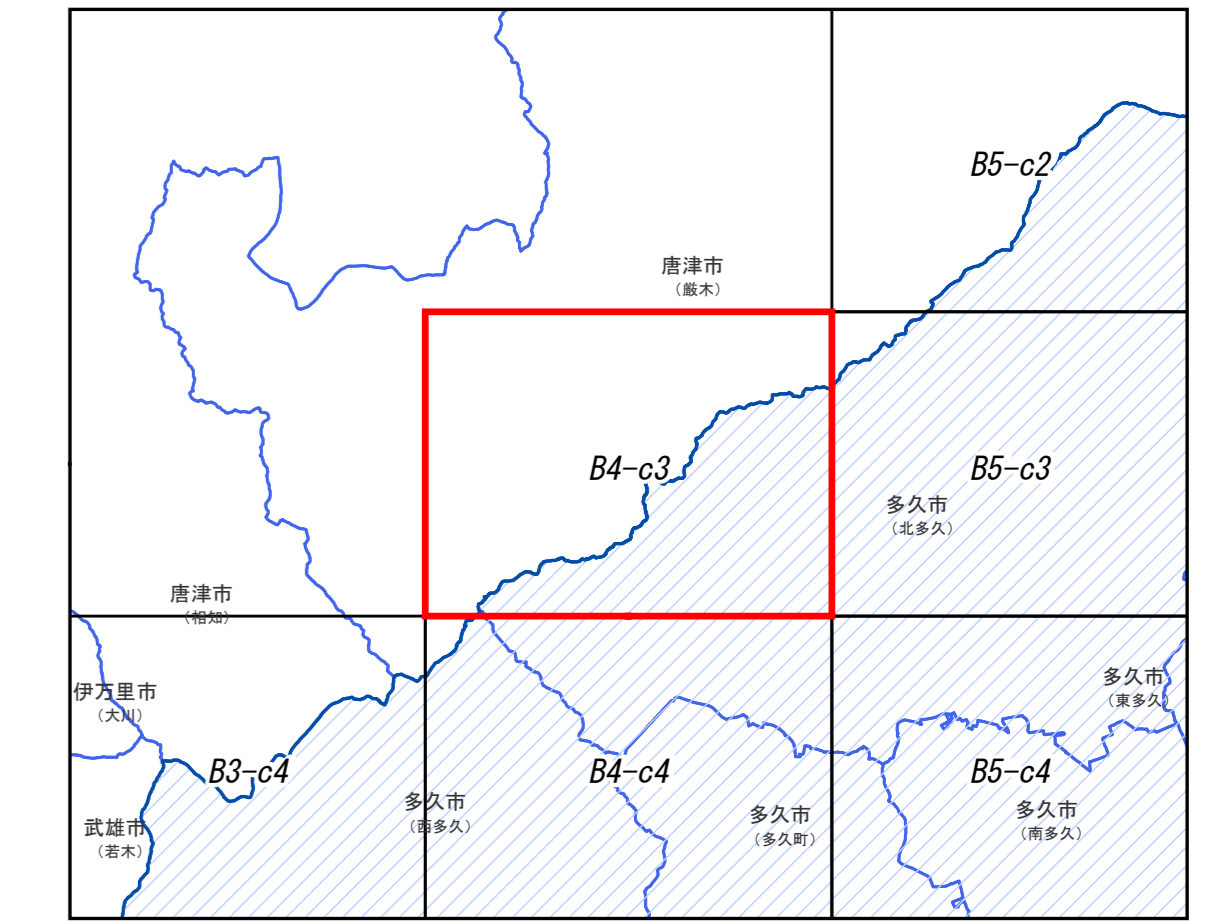 B5-c2
唐津市
（厳木）
B4-c3
B5-c3
多久市
（北多久）
唐津市
（相知）
伊万里市
（大川）
多久市
（東多久）
B3-c4
B4-c4
B5-c4
多久市
（西多久）
多久市
（多久町）
多久市
（南多久）
武雄市
（若木）